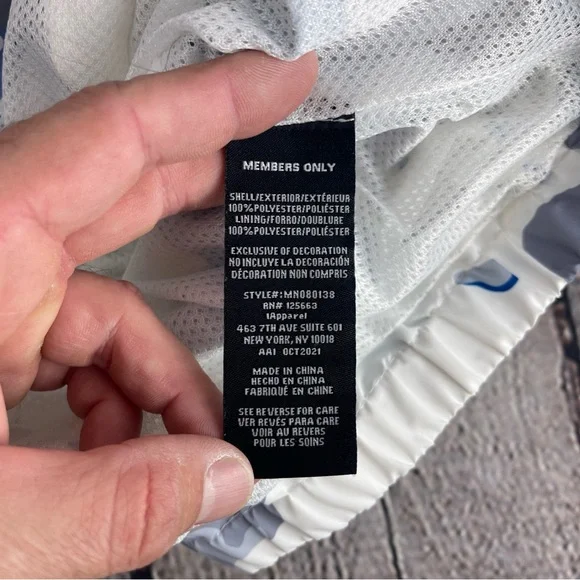 MEMBERS ONLY
SHELL/EXTERIOR/EXTÉRIEUR
100% POLYESTER/POLIÉSTER
LINING/FORRO/DOUBLURE
100% POLYESTER/POLIÉSTER
EXCLUSIVE OF DECORATION
NO INCLUYE LA DECORACIÓN
DÉCORATION NON COMPRIS
STYLE#:MN080138
RN# 125663
1Apparel
463 7TH AVE SUITE 601
NEW YORK, NY 10018
AA1 OCT2021
MADE IN CHINA
HECHO EN CHINA
FABRIQUÉ EN CHINE
SEE REVERSE FOR CARE
VER REVÉS PARA CARE
VOIR AU REVERS
POUR LES SOINS